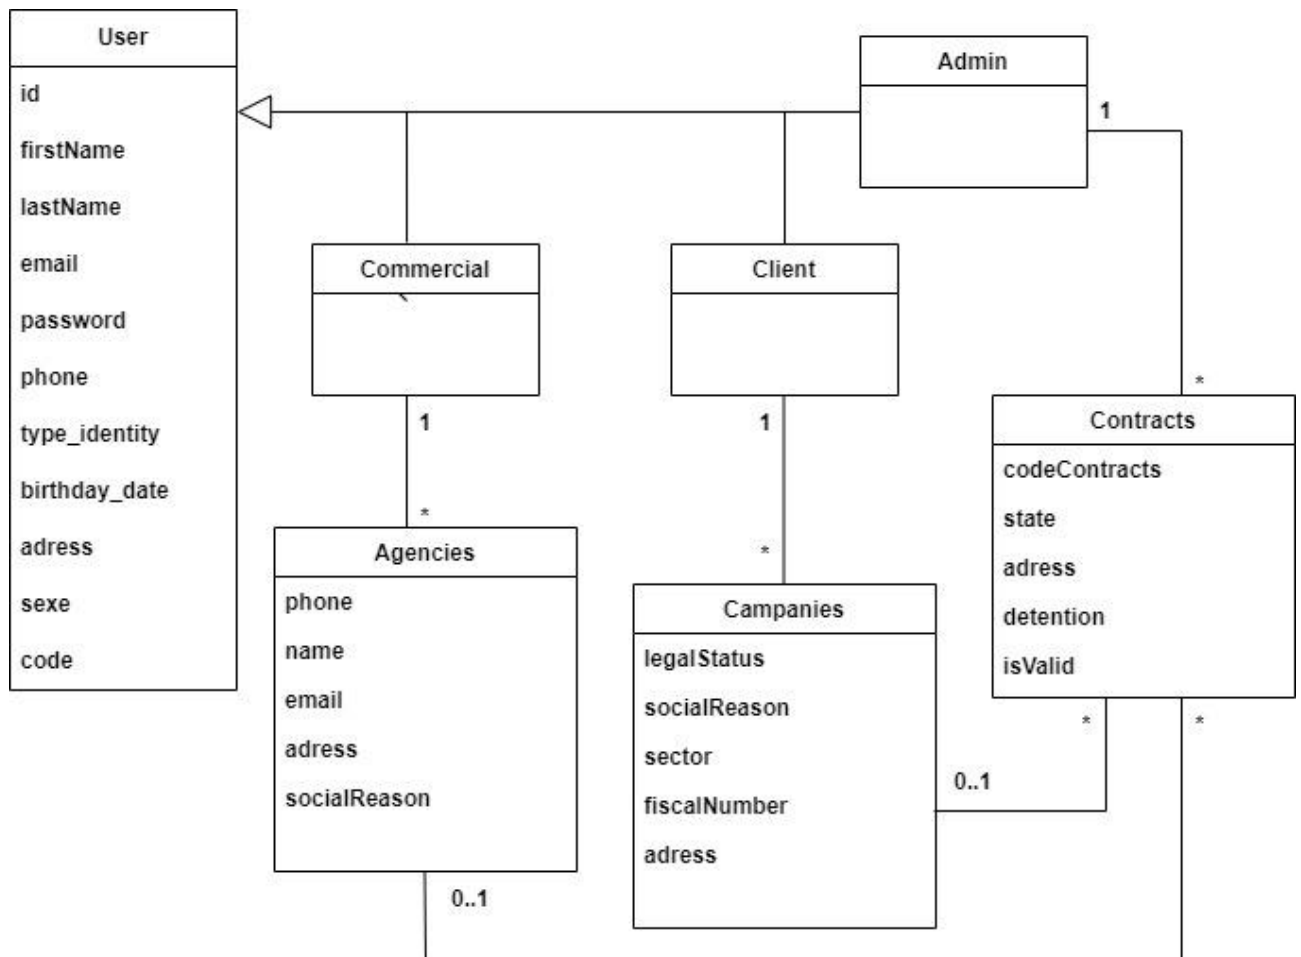 User
id
firstName
lastName
email
password
phone
type_identity
birthday_date
adress
sexe
code
Admin
1
Commercial
1
*
Client
1
*
Agencies
phone
name
email
adress
socialReason
0..1
Campanies
legalStatus
socialReason
sector
fiscalNumber
adress
0..1
*
Contracts
codeContracts
state
adress
detention
isValid
*
*